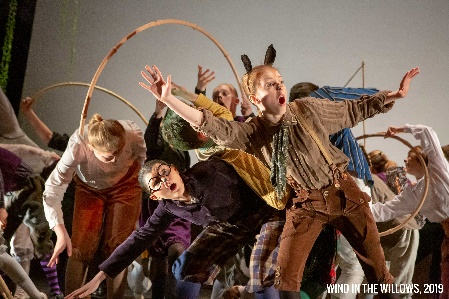 WIND IN THE WILLOWS, 2019